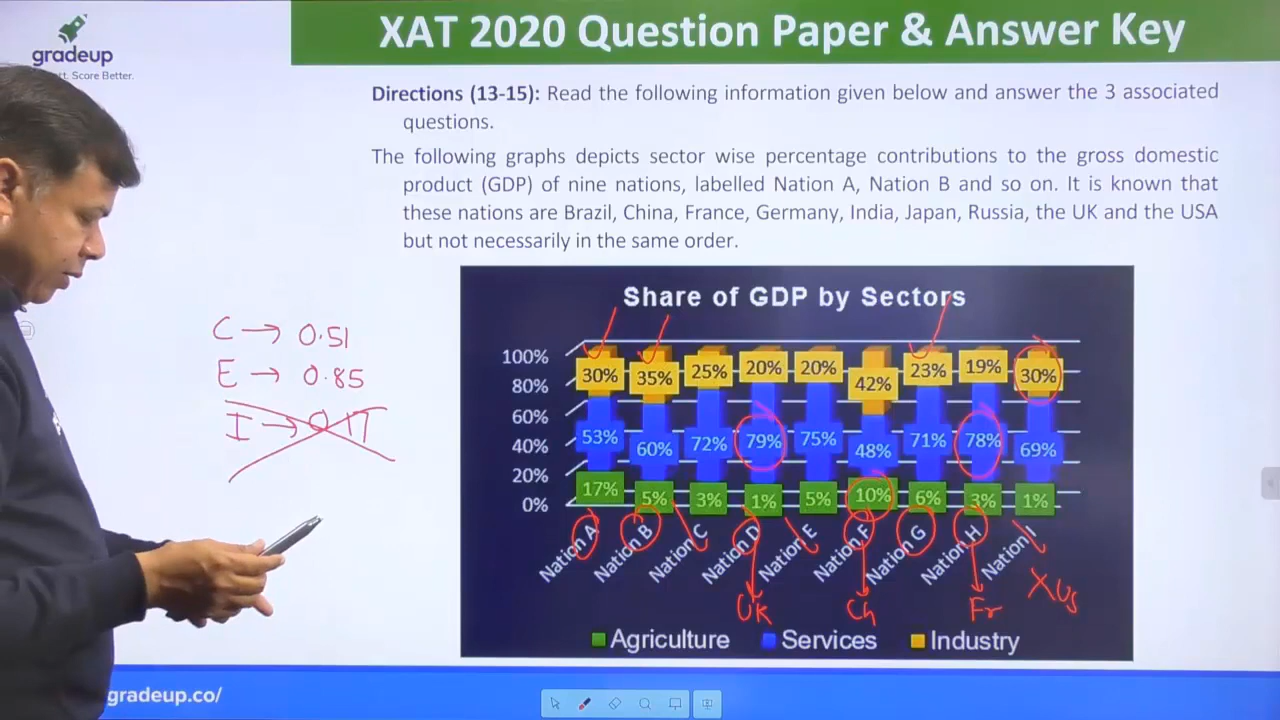 XAT 2020 Question Paper & Answer Key
gradeup
Score Better.
Directions (13-15): Read the following information given below and answer the 3 associated
questions.
The following graphs depicts sector wise percentage contributions to the gross domestic
product (GDP) of nine nations, labelled Nation A, Nation B and so on. It is known that
these nations are Brazil, China, France, Germany, India, Japan, Russia, the UK and the USA
but not necessarily in the same order.
Share of GDP by Sectors
100%
80%
60%
40%
20%
0%
30% 35% 25% 20% 20% 42% 23% 19% 30%
53% 60% 72% 79% 75% 48% 71% 78% 69%
17% 5% 3% 1% 5% 10% 6% 3% 1%
Nation A Nation B Nation C Nation D Nation E Nation F Nation G Nation H Nation I
UK Ch Fr X US
Agriculture Services Industry
C → 0.51
E → 0.85
gradeup.co/